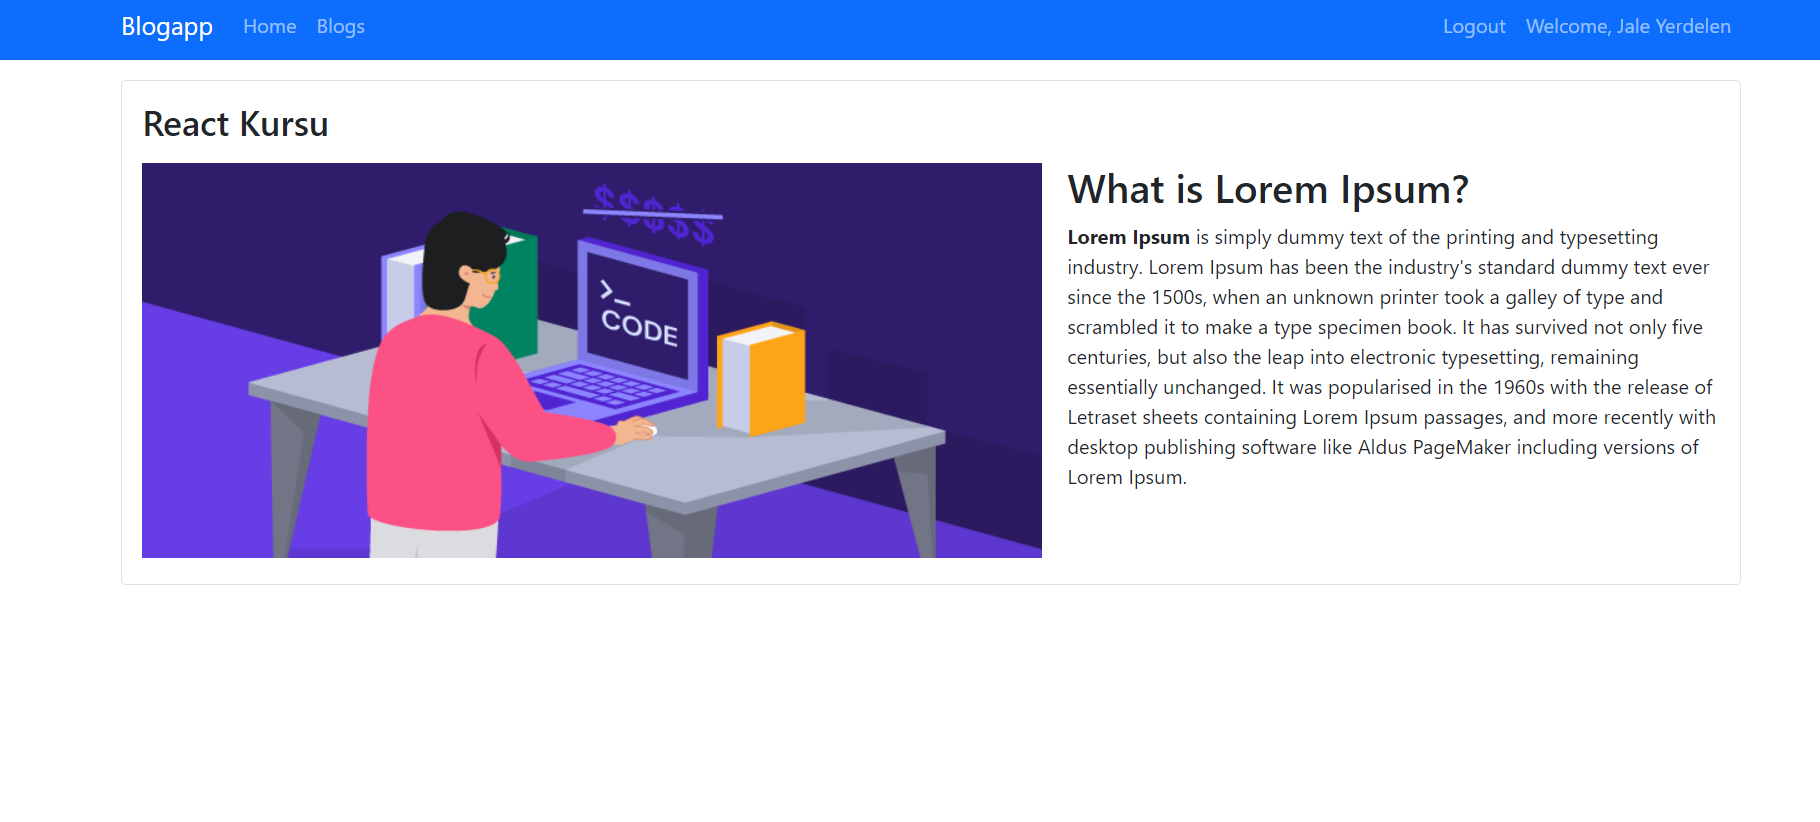 Blogapp Home Blogs Logout Welcome, Jale Yerdelen
React Kursu
$$$$$
>_
CODE
What is Lorem Ipsum?
Lorem Ipsum is simply dummy text of the printing and typesetting
industry. Lorem Ipsum has been the industry's standard dummy text ever
since the 1500s, when an unknown printer took a galley of type and
scrambled it to make a type specimen book. It has survived not only five
centuries, but also the leap into electronic typesetting, remaining
essentially unchanged. It was popularised in the 1960s with the release of
Letraset sheets containing Lorem Ipsum passages, and more recently with
desktop publishing software like Aldus PageMaker including versions of
Lorem Ipsum.